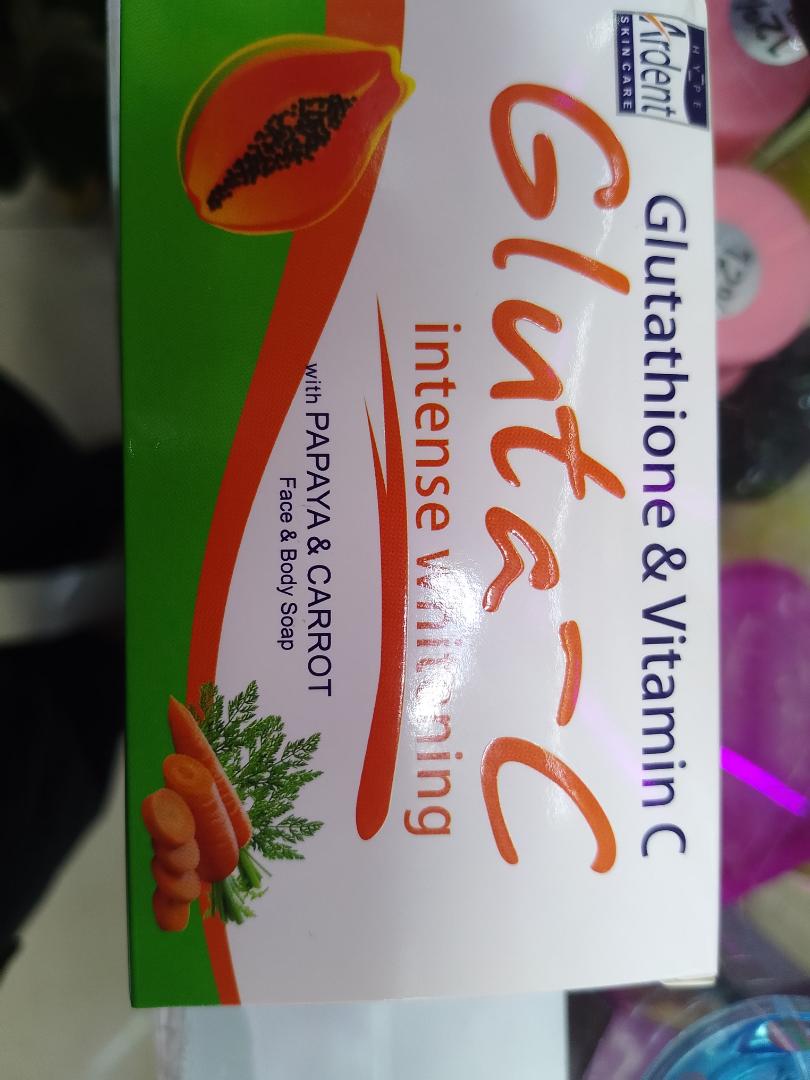 HYPE
Ardent
SKIN CARE
Glutathione & Vitamin C
Gluta-C
intense whitening
with PAPAYA & CARROT
Face & Body Soap